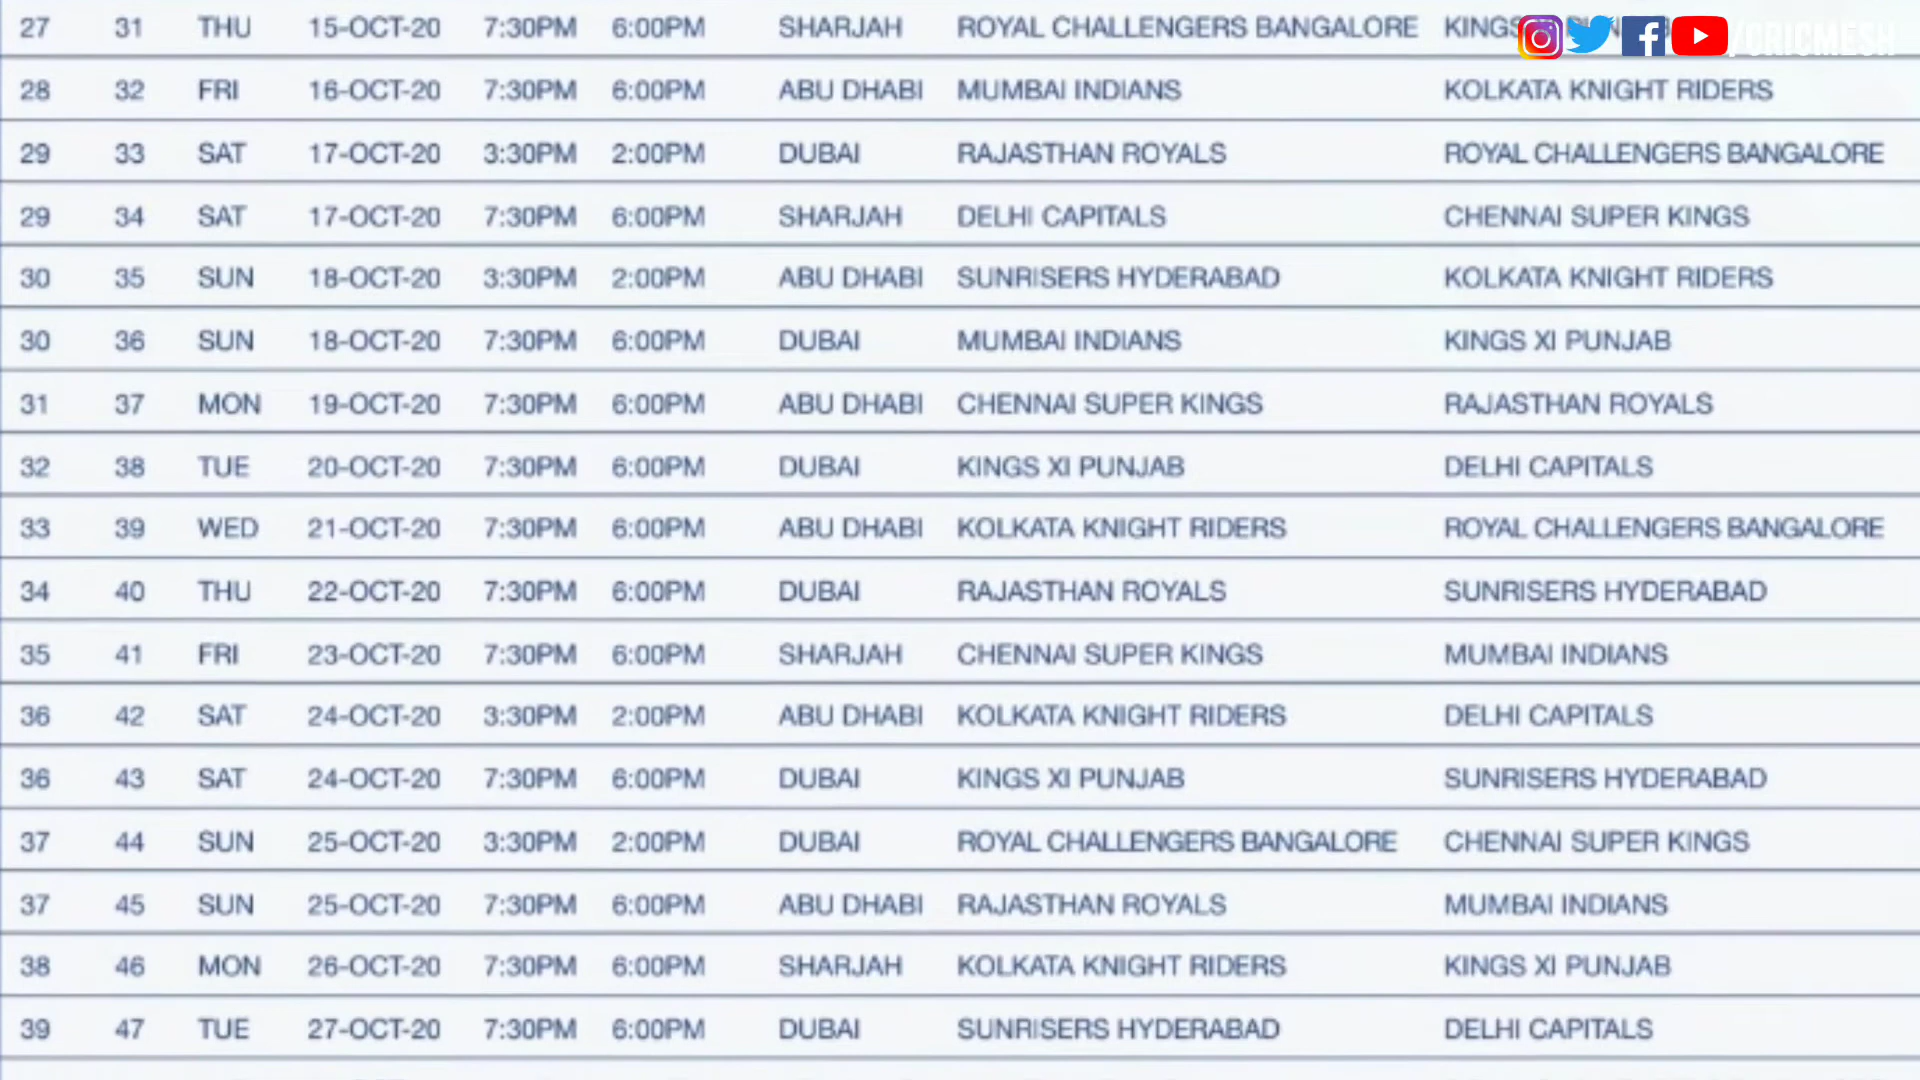 27 31 THU 15-OCT-20 7:30PM 6:00PM SHARJAH ROYAL CHALLENGERS BANGALORE KINGS /CRICMESH
28 32 FRI 16-OCT-20 7:30PM 6:00PM ABU DHABI MUMBAI INDIANS KOLKATA KNIGHT RIDERS
29 33 SAT 17-OCT-20 3:30PM 2:00PM DUBAI RAJASTHAN ROYALS ROYAL CHALLENGERS BANGALORE
29 34 SAT 17-OCT-20 7:30PM 6:00PM SHARJAH DELHI CAPITALS CHENNAI SUPER KINGS
30 35 SUN 18-OCT-20 3:30PM 2:00PM ABU DHABI SUNRISERS HYDERABAD KOLKATA KNIGHT RIDERS
30 36 SUN 18-OCT-20 7:30PM 6:00PM DUBAI MUMBAI INDIANS KINGS XI PUNJAB
31 37 MON 19-OCT-20 7:30PM 6:00PM ABU DHABI CHENNAI SUPER KINGS RAJASTHAN ROYALS
32 38 TUE 20-OCT-20 7:30PM 6:00PM DUBAI KINGS XI PUNJAB DELHI CAPITALS
33 39 WED 21-OCT-20 7:30PM 6:00PM ABU DHABI KOLKATA KNIGHT RIDERS ROYAL CHALLENGERS BANGALORE
34 40 THU 22-OCT-20 7:30PM 6:00PM DUBAI RAJASTHAN ROYALS SUNRISERS HYDERABAD
35 41 FRI 23-OCT-20 7:30PM 6:00PM SHARJAH CHENNAI SUPER KINGS MUMBAI INDIANS
36 42 SAT 24-OCT-20 3:30PM 2:00PM ABU DHABI KOLKATA KNIGHT RIDERS DELHI CAPITALS
36 43 SAT 24-OCT-20 7:30PM 6:00PM DUBAI KINGS XI PUNJAB SUNRISERS HYDERABAD
37 44 SUN 25-OCT-20 3:30PM 2:00PM DUBAI ROYAL CHALLENGERS BANGALORE CHENNAI SUPER KINGS
37 45 SUN 25-OCT-20 7:30PM 6:00PM ABU DHABI RAJASTHAN ROYALS MUMBAI INDIANS
38 46 MON 26-OCT-20 7:30PM 6:00PM SHARJAH KOLKATA KNIGHT RIDERS KINGS XI PUNJAB
39 47 TUE 27-OCT-20 7:30PM 6:00PM DUBAI SUNRISERS HYDERABAD DELHI CAPITALS